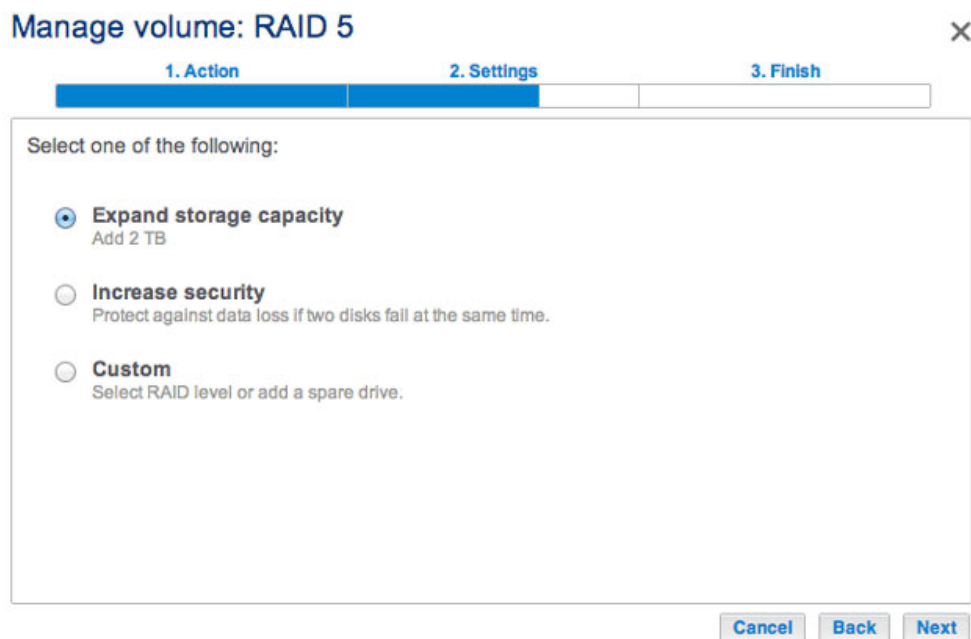 Manage volume: RAID 5
1. Action 2. Settings 3. Finish
Select one of the following:
Expand storage capacity
Add 2 TB
Increase security
Protect against data loss if two disks fail at the same time.
Custom
Select RAID level or add a spare drive.
Cancel Back Next